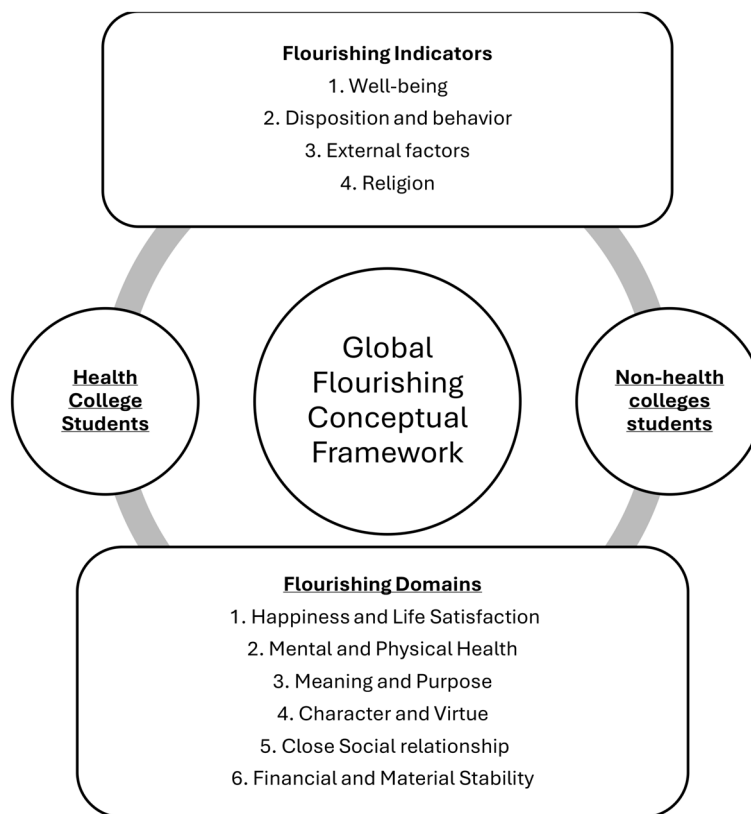 Flourishing Indicators
1. Well-being
2. Disposition and behavior
3. External factors
4. Religion
Health
College
Students
Global
Flourishing
Conceptual
Framework
Non-health
colleges
students
Flourishing Domains
1. Happiness and Life Satisfaction
2. Mental and Physical Health
3. Meaning and Purpose
4. Character and Virtue
5. Close Social relationship
6. Financial and Material Stability